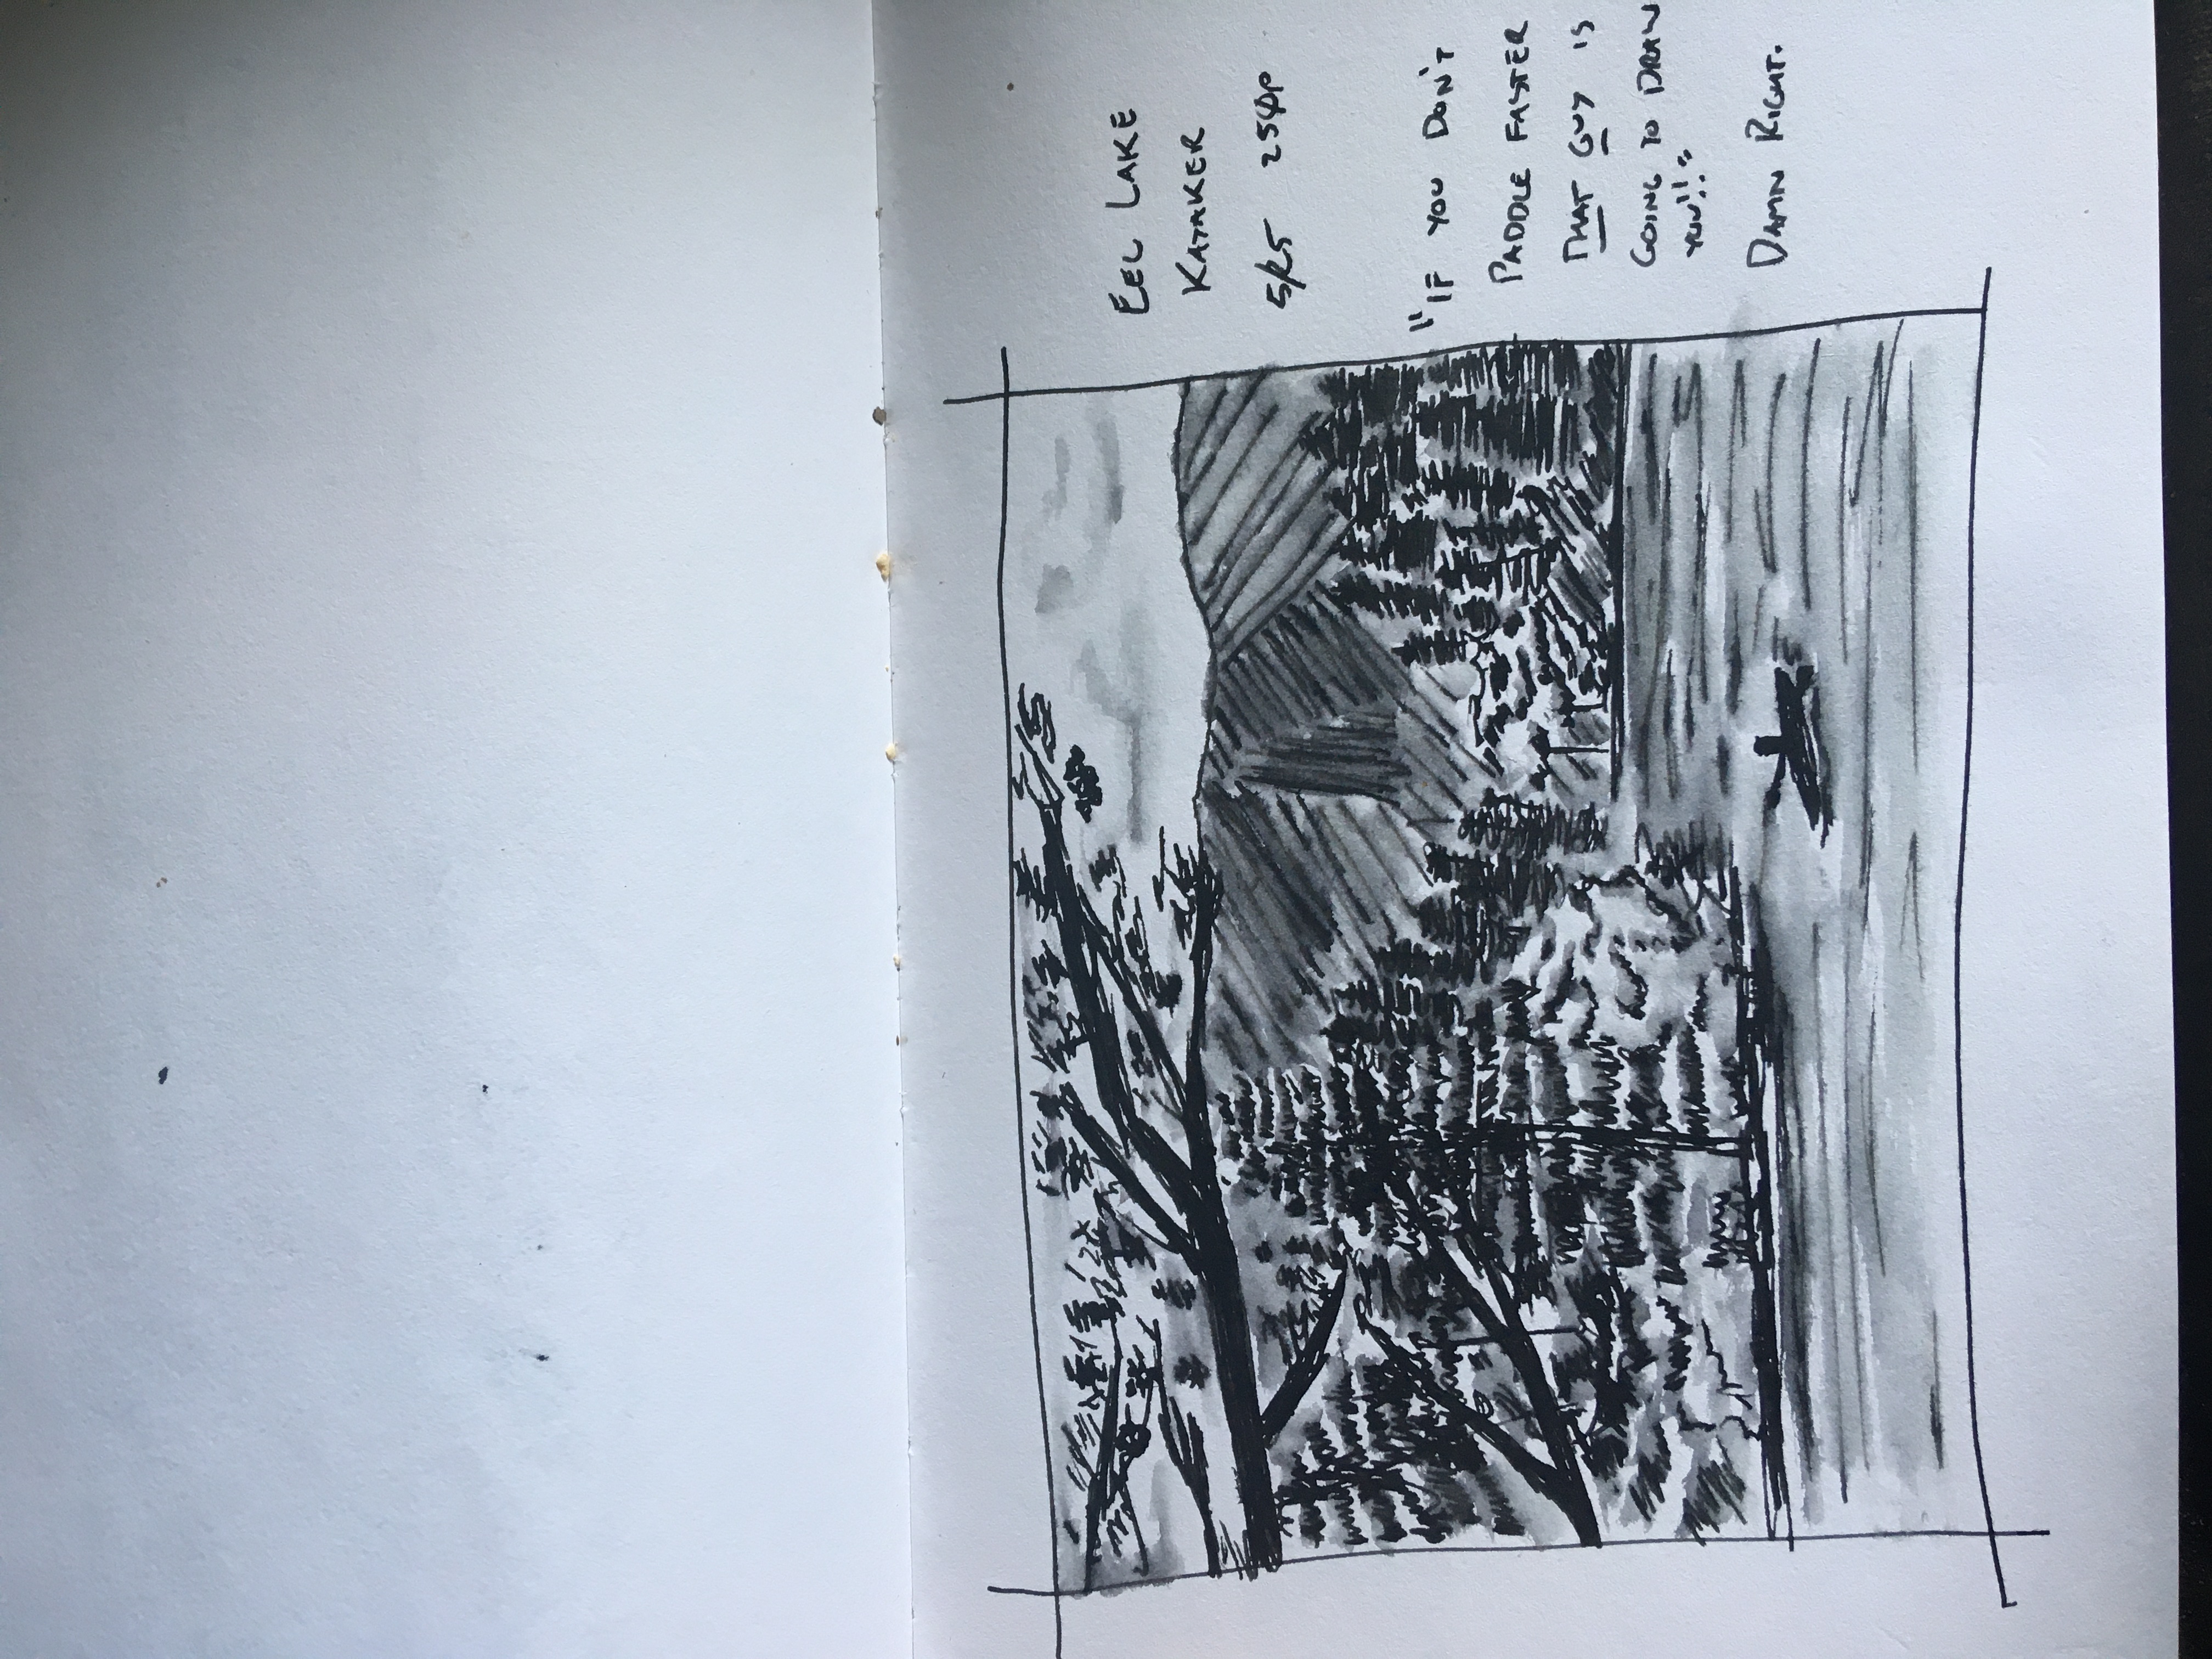 EEL LAKE
KAYAKER
5/25 250p
"IF YOU DON'T
PADDLE FASTER
THAT GUY IS
GOING TO DRAW
YOU!!"
DAMN RIGHT.